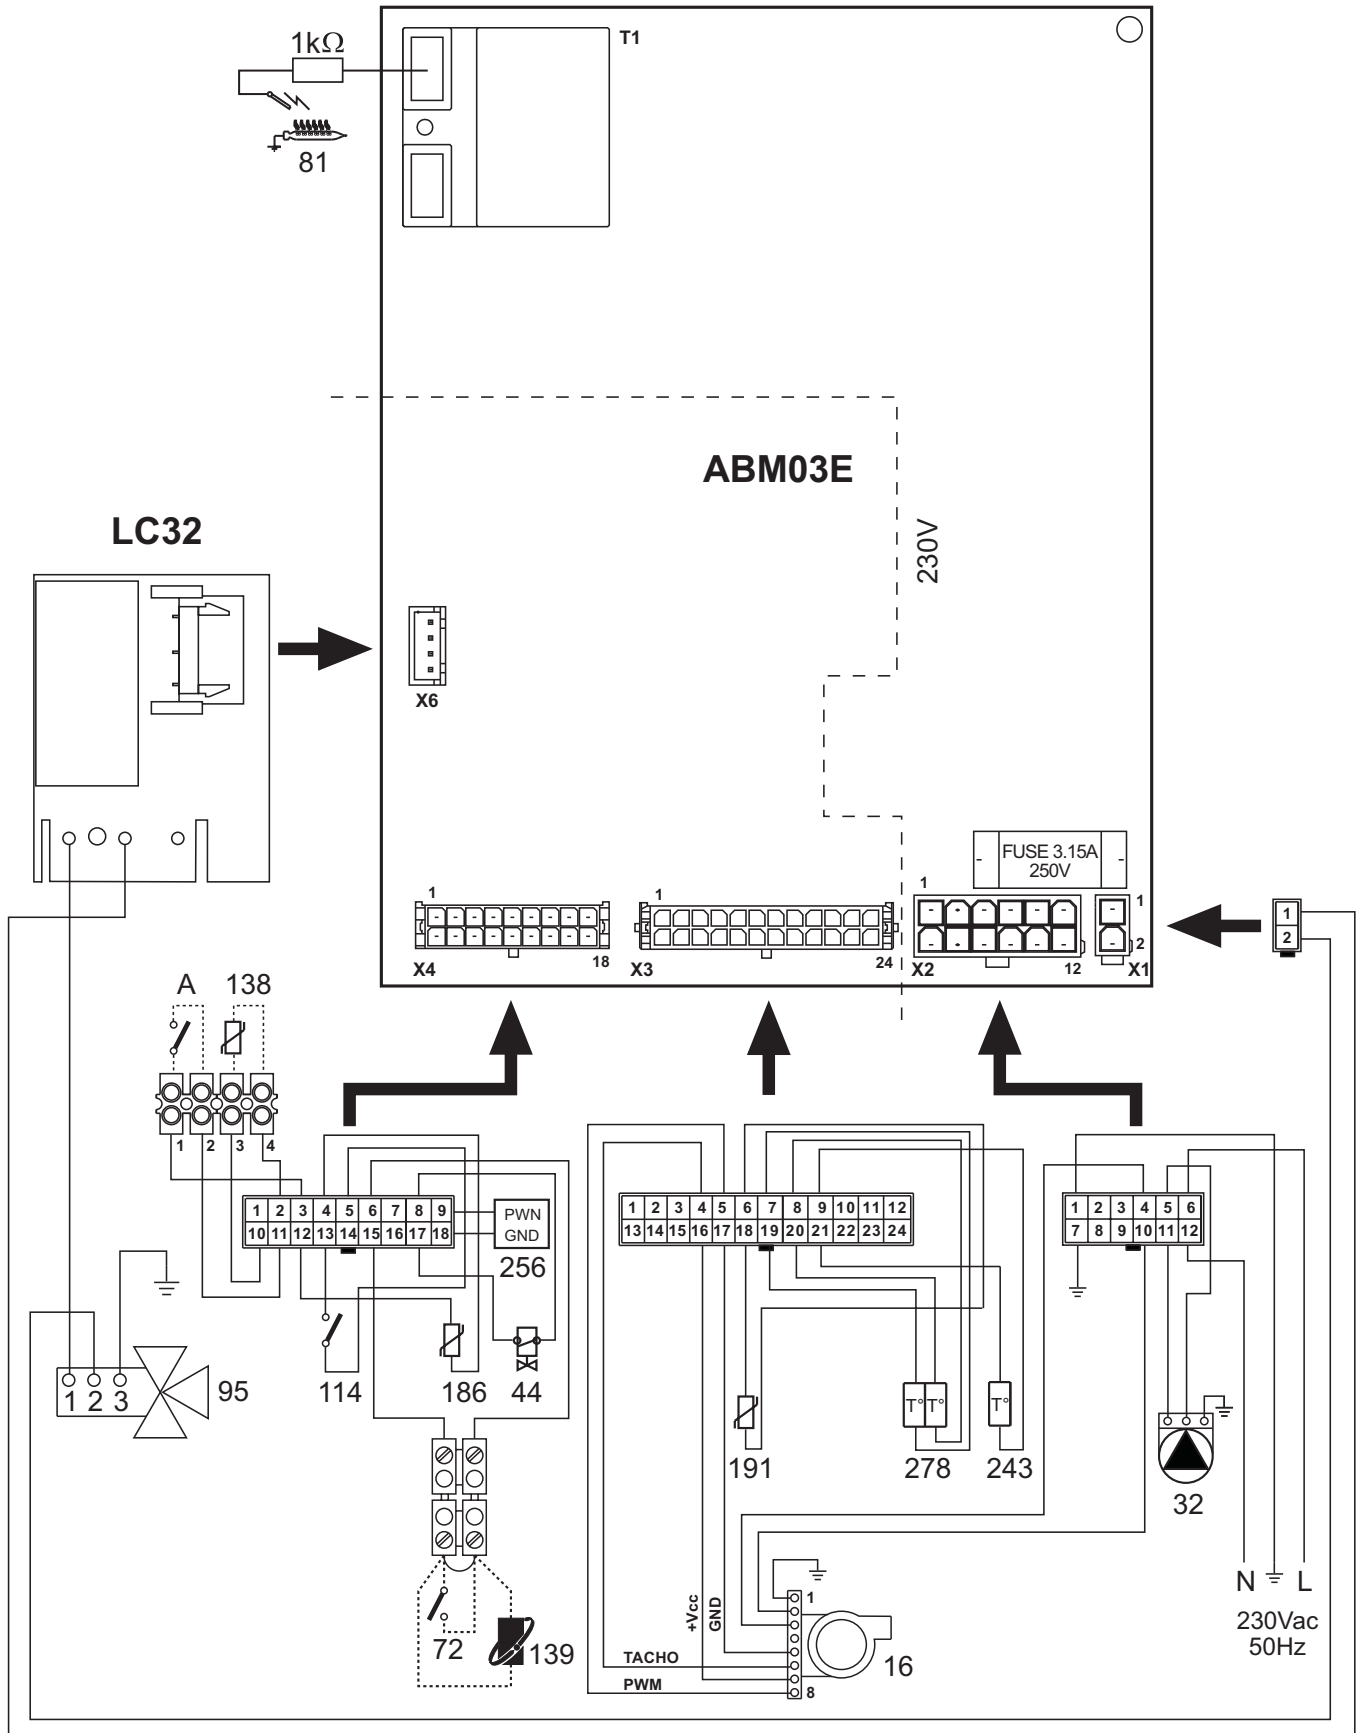 1kΩ
T1
81
ABM03E
230V
LC32
X6
FUSE 3.15A
250V
1
1
1
1
2
18
24
12
X4
X3
X2
X1
1
2
A
138
1
2
3
4
1 2 3 4 5 6 7 8 9
10 11 12 13 14 15 16 17 18
PWN
GND
256
1 2 3 4 5 6 7 8 9 10 11 12
13 14 15 16 17 18 19 20 21 22 23 24
1 2 3 4 5 6
7 8 9 10 11 12
1 2 3
95
114
186
44
T°
T°
T°
191
278
243
32
72
139
+Vcc
GND
TACHO
PWM
1
8
16
N
L
230Vac
50Hz